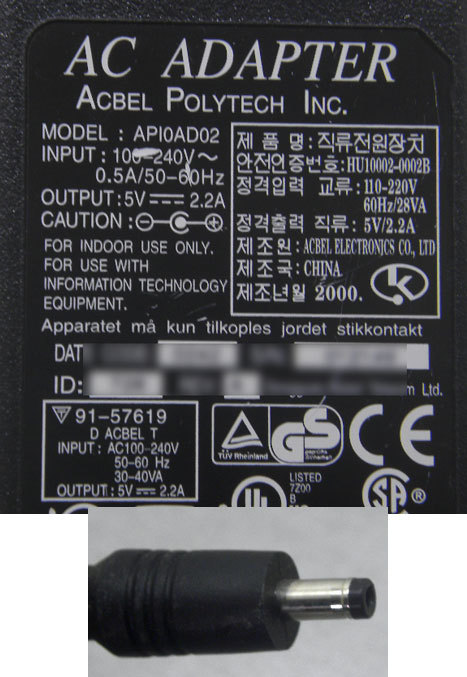 AC ADAPTER
ACBEL POLYTECH INC.
MODEL : API0AD02
INPUT : 100-240V～
0.5A/50-60Hz
OUTPUT : 5V ⎓ 2.2A
CAUTION : ⊖-●-⊕
FOR INDOOR USE ONLY.
FOR USE WITH
INFORMATION TECHNOLOGY
EQUIPMENT.
제 품 명 : 직류전원장치
안전인증번호: HU10002-0002B
정격입력 교류: 110-220V
60Hz/28VA
정격출력 직류: 5V/2.2A
제 조 원 : ACBEL ELECTRONICS CO., LTD
제 조 국 : CHINA.
제조년월 2000.
Apparatet må kun tilkoples jordet stikkontakt
DAT
ID:
m Ltd.
91-57619
D ACBEL T
INPUT : AC100-240V
50-60 Hz
30-40VA
OUTPUT : 5V ⎓ 2.2A
TÜV Rheinland
GS
geprüfte
Sicherheit
CE
UL
LISTED
7Z00
B
SA ®